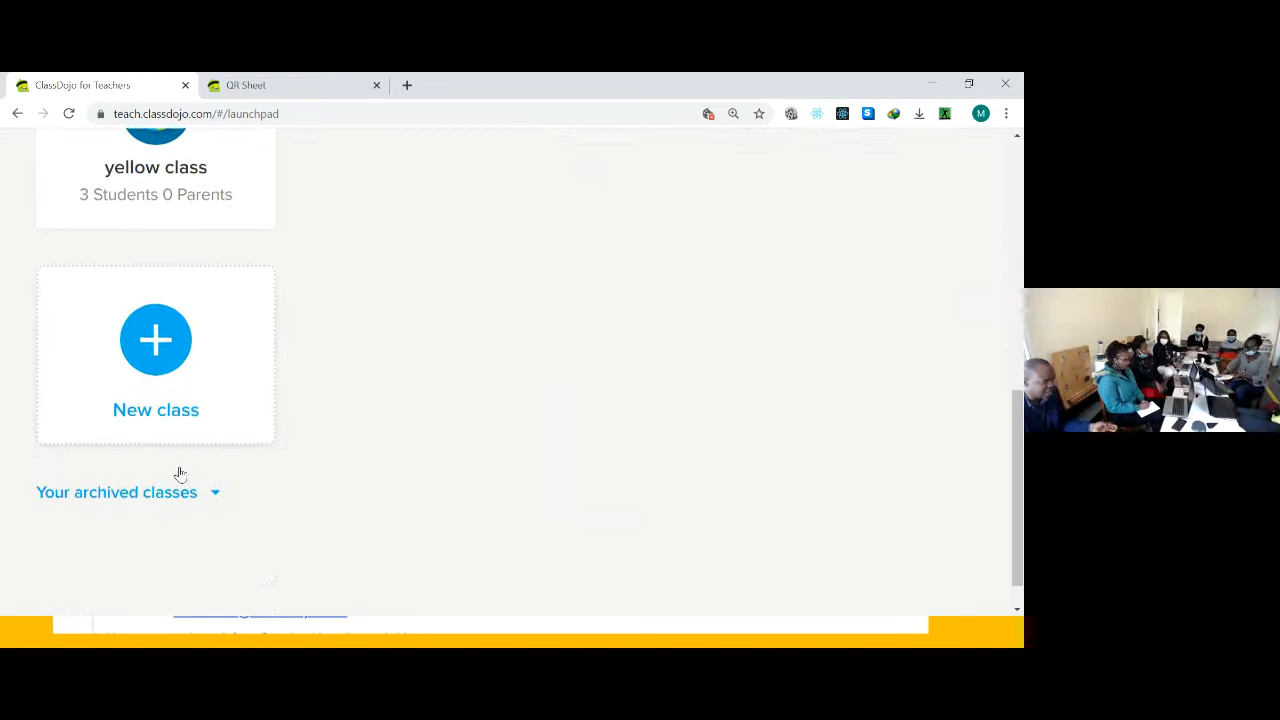 ClassDojo for Teachers
QR Sheet
teach.classdojo.com/#/launchpad
M
yellow class
3 Students 0 Parents
New class
Your archived classes